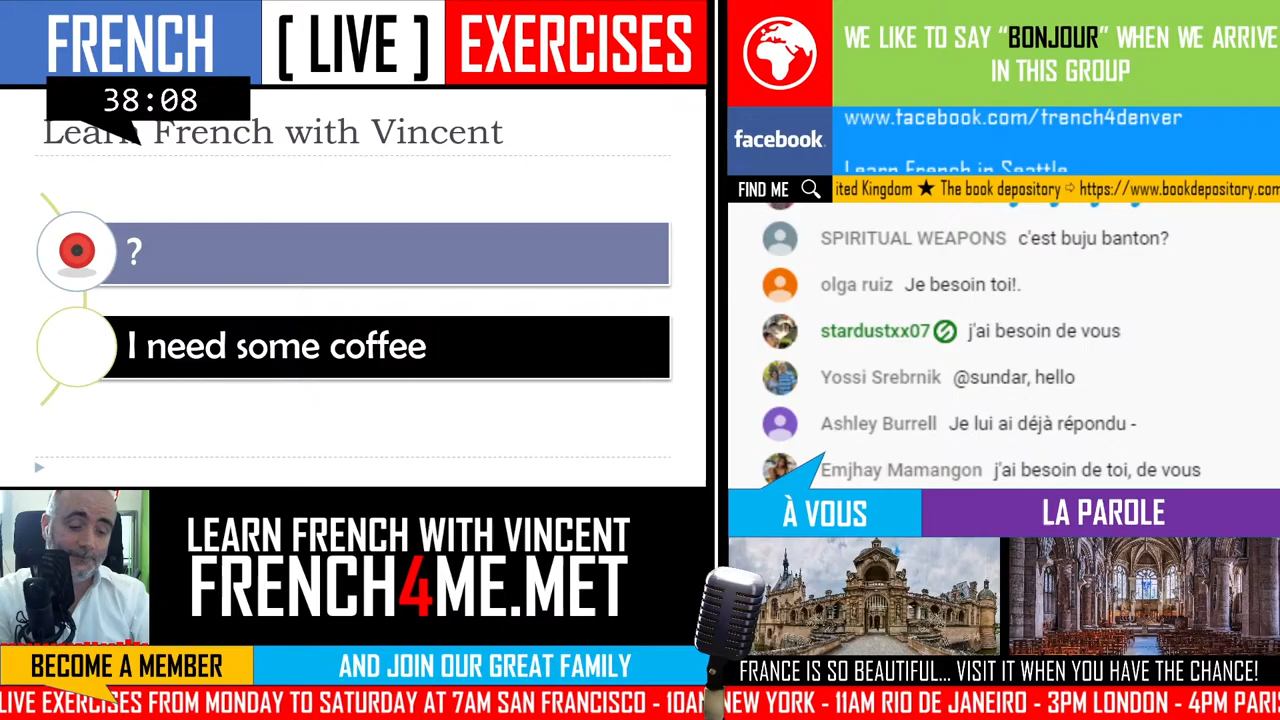 FRENCH
[ LIVE ]
EXERCISES
38:08
Learn French with Vincent
?
I need some coffee
LEARN FRENCH WITH VINCENT
FRENCH4ME.MET
BECOME A MEMBER
AND JOIN OUR GREAT FAMILY
WE LIKE TO SAY “BONJOUR” WHEN WE ARRIVE
IN THIS GROUP
facebook.
www.facebook.com/french4denver
Learn French in Seattle
FIND ME
ited Kingdom ★ The book depository ⇨ https://www.bookdepository.com
SPIRITUAL WEAPONS c'est buju banton?
olga ruiz Je besoin toi!.
stardustxx07 j'ai besoin de vous
Yossi Srebrnik @sundar, hello
Ashley Burrell Je lui ai déjà répondu -
Emjhay Mamangon j'ai besoin de toi, de vous
À VOUS
LA PAROLE
FRANCE IS SO BEAUTIFUL... VISIT IT WHEN YOU HAVE THE CHANCE!
LIVE EXERCISES FROM MONDAY TO SATURDAY AT 7AM SAN FRANCISCO - 10AM NEW YORK - 11AM RIO DE JANEIRO - 3PM LONDON - 4PM PARIS